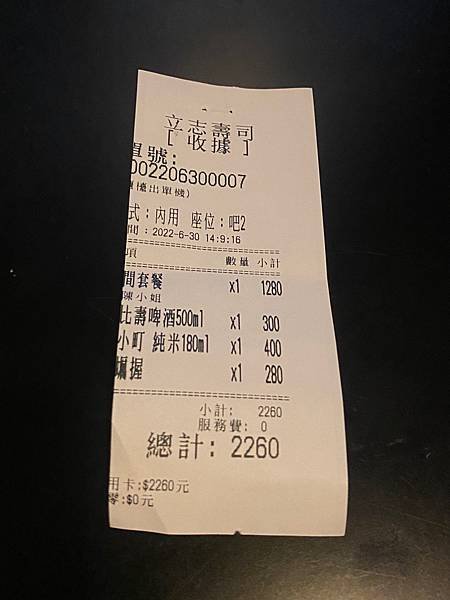 立志壽司
[ 收據 ]
單號:
002206300007
(櫃檯出單機)
式：內用 座位：吧2
間：2022-6-30 14:9:16
項 數量 小計
間套餐 x1 1280
陳小姐
比壽啤酒500ml x1 300
小町 純米180ml x1 400
握 x1 280
小計: 2260
服務費: 0
總計: 2260
用卡:$2260元
零:$0元